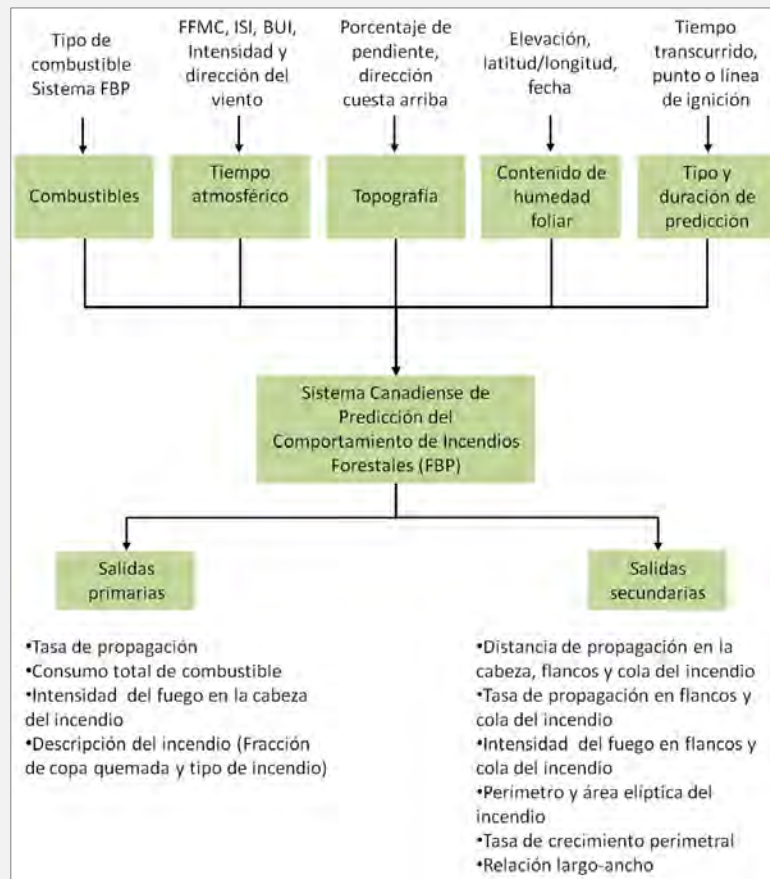 Tipo de
combustible
Sistema FBP
FFMC, ISI, BUI,
Intensidad y
dirección del
viento
Porcentaje de
pendiente,
dirección
cuesta arriba
Elevación,
latitud/longitud,
fecha
Tiempo
transcurrido,
punto o línea
de ignición
Combustibles
Tiempo
atmosférico
Topografía
Contenido de
humedad
foliar
Tipo y
duración de
predicción
Sistema Canadiense de
Predicción del
Comportamiento de Incendios
Forestales (FBP)
Salidas
primarias
•Tasa de propagación
•Consumo total de combustible
•Intensidad del fuego en la cabeza
del incendio
•Descripción del incendio (Fracción
de copa quemada y tipo de incendio)
Salidas
secundarias
•Distancia de propagación en la
cabeza, flancos y cola del incendio
•Tasa de propagación en flancos y
cola del incendio
•Intensidad del fuego en flancos y
cola del incendio
•Perímetro y área elíptica del
incendio
•Tasa de crecimiento perimetral
•Relación largo-ancho